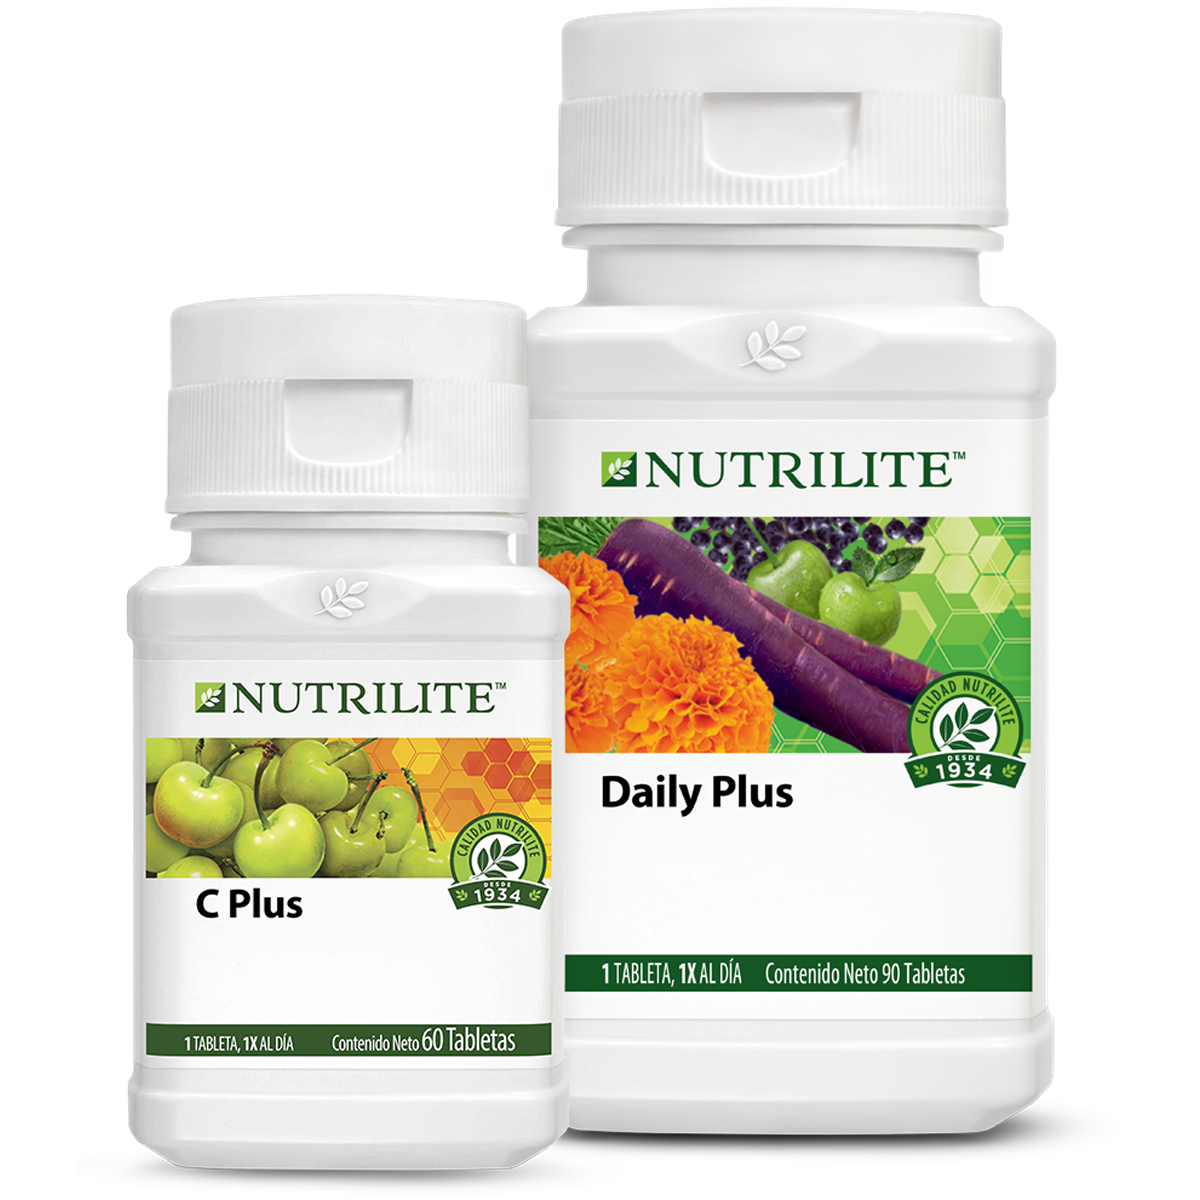 NUTRILITE™
CALIDAD NUTRILITE
DESDE
1934
C Plus
1 TABLETA, 1X AL DÍA Contenido Neto 60 Tabletas
NUTRILITE™
CALIDAD NUTRILITE
DESDE
1934
Daily Plus
1 TABLETA, 1X AL DÍA Contenido Neto 90 Tabletas